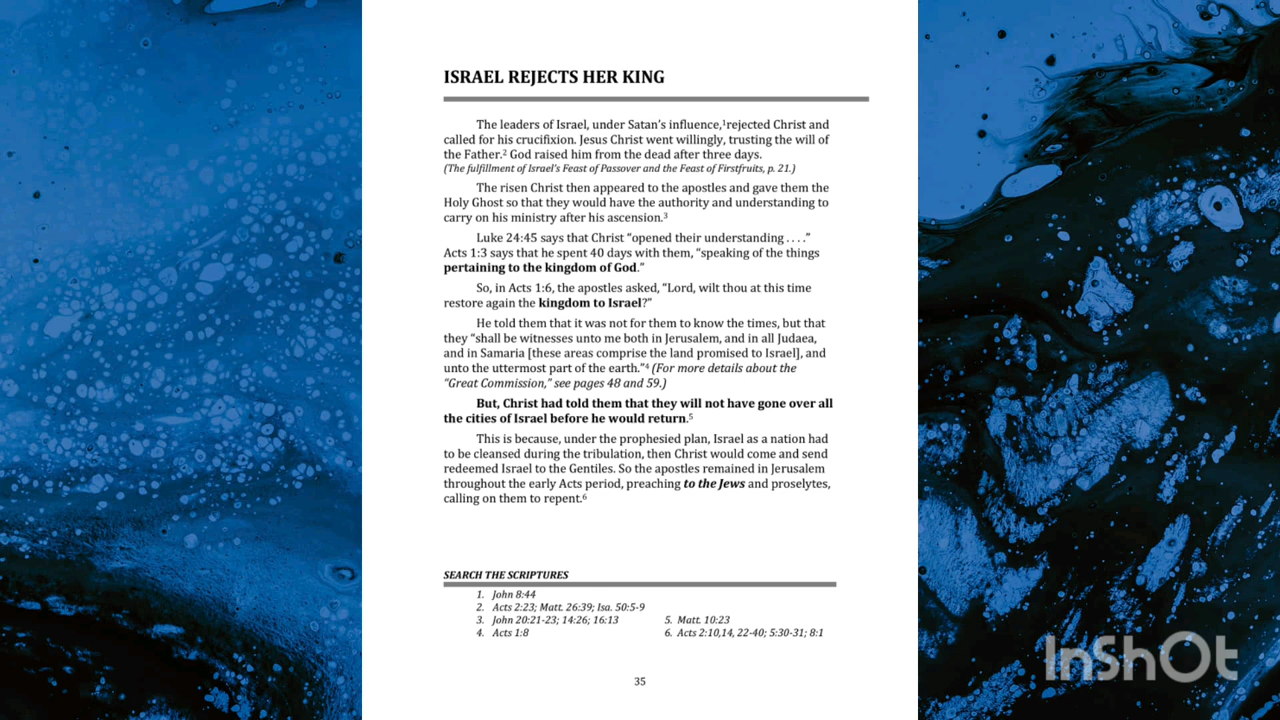 ISRAEL REJECTS HER KING
The leaders of Israel, under Satan's influence,¹rejected Christ and
called for his crucifixion. Jesus Christ went willingly, trusting the will of
the Father.² God raised him from the dead after three days.
(The fulfillment of Israel's Feast of Passover and the Feast of Firstfruits, p. 21.)
The risen Christ then appeared to the apostles and gave them the
Holy Ghost so that they would have the authority and understanding to
carry on his ministry after his ascension.³
Luke 24:45 says that Christ “opened their understanding . . . .”
Acts 1:3 says that he spent 40 days with them, “speaking of the things
pertaining to the kingdom of God.”
So, in Acts 1:6, the apostles asked, “Lord, wilt thou at this time
restore again the kingdom to Israel?”
He told them that it was not for them to know the times, but that
they “shall be witnesses unto me both in Jerusalem, and in all Judaea,
and in Samaria [these areas comprise the land promised to Israel], and
unto the uttermost part of the earth.”⁴ (For more details about the
“Great Commission,” see pages 48 and 59.)
But, Christ had told them that they will not have gone over all
the cities of Israel before he would return.⁵
This is because, under the prophesied plan, Israel as a nation had
to be cleansed during the tribulation, then Christ would come and send
redeemed Israel to the Gentiles. So the apostles remained in Jerusalem
throughout the early Acts period, preaching to the Jews and proselytes,
calling on them to repent.⁶
SEARCH THE SCRIPTURES
1. John 8:44
2. Acts 2:23; Matt. 26:39; Isa. 50:5-9
3. John 20:21-23; 14:26; 16:13
4. Acts 1:8
5. Matt. 10:23
6. Acts 2:10,14, 22-40; 5:30-31; 8:1
35
InShOt